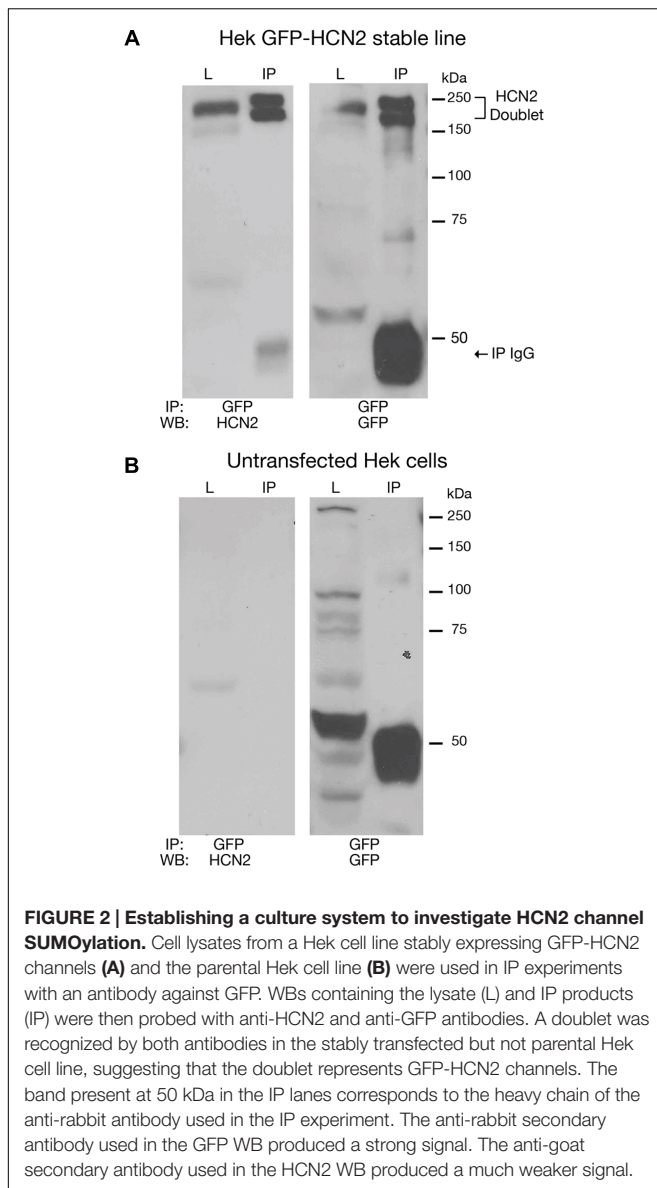 A
Hek GFP-HCN2 stable line
L IP L IP kDa
250 HCN2
Doublet
150
100
75
50
← IP IgG
IP: GFP GFP
WB: HCN2 GFP
B
Untransfected Hek cells
L IP L IP kDa
250
150
100
75
50
IP: GFP GFP
WB: HCN2 GFP
FIGURE 2 | Establishing a culture system to investigate HCN2 channel
SUMOylation. Cell lysates from a Hek cell line stably expressing GFP-HCN2
channels (A) and the parental Hek cell line (B) were used in IP experiments
with an antibody against GFP. WBs containing the lysate (L) and IP products
(IP) were then probed with anti-HCN2 and anti-GFP antibodies. A doublet was
recognized by both antibodies in the stably transfected but not parental Hek
cell line, suggesting that the doublet represents GFP-HCN2 channels. The
band present at 50 kDa in the IP lanes corresponds to the heavy chain of the
anti-rabbit antibody used in the IP experiment. The anti-rabbit secondary
antibody used in the GFP WB produced a strong signal. The anti-goat
secondary antibody used in the HCN2 WB produced a much weaker signal.